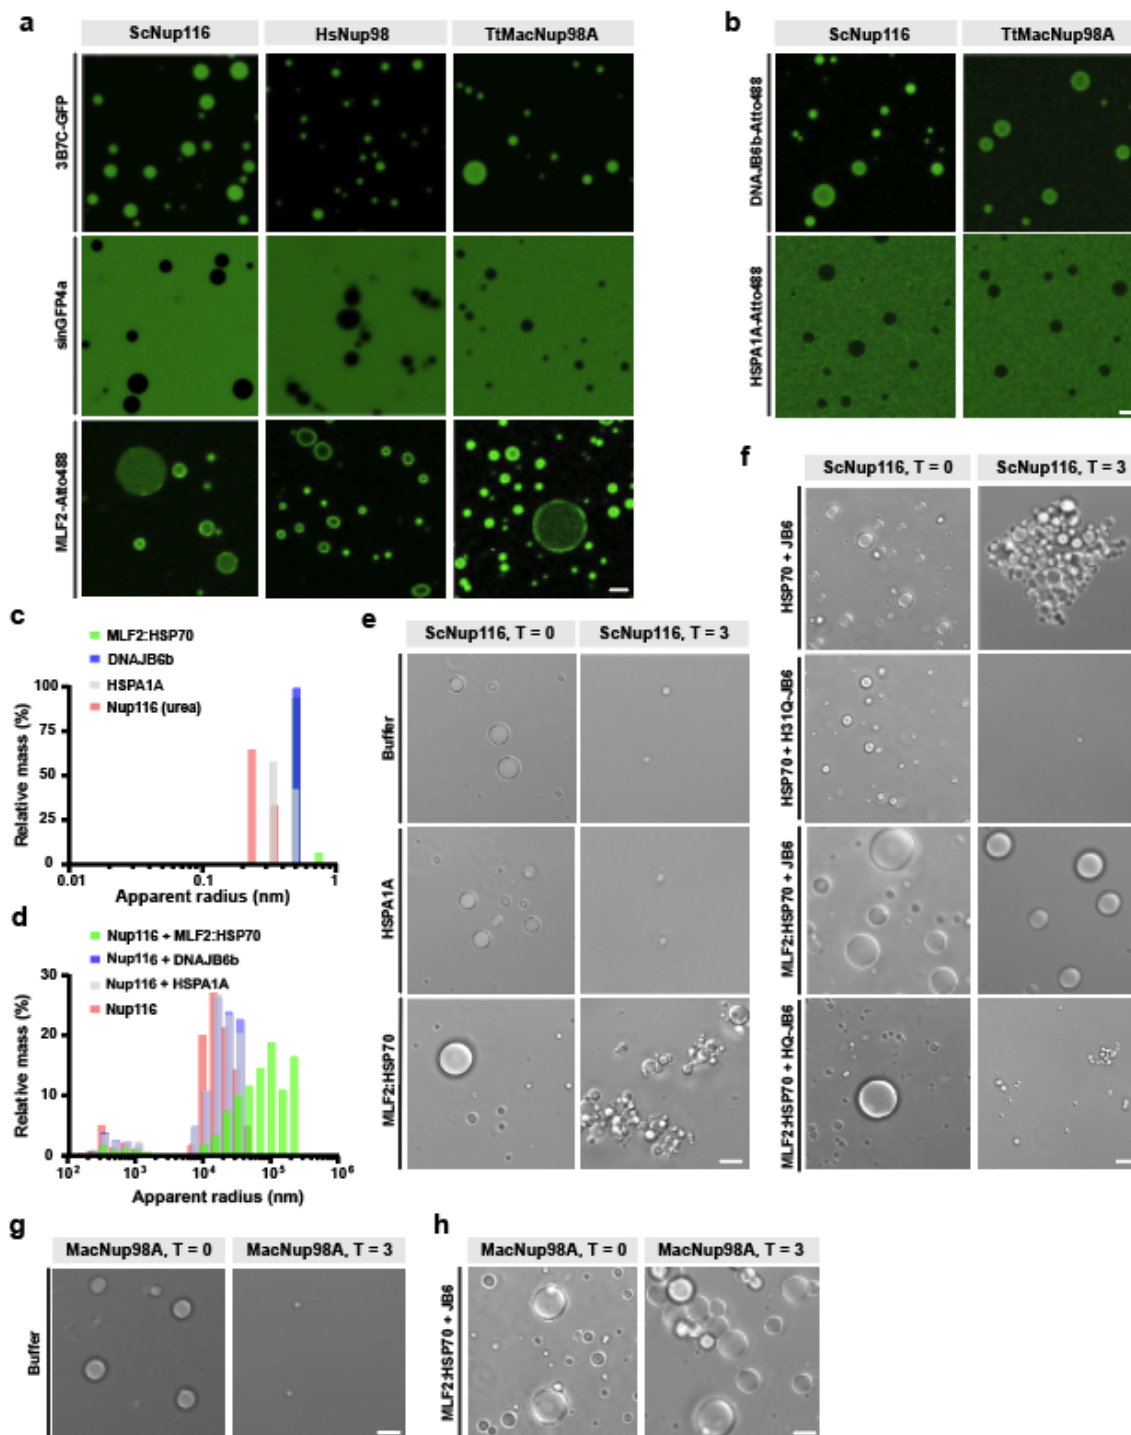 a
ScNup116 HsNup98 TtMacNup98A
3B7C-GFP
sinGFP4a
MLF2-Atto488
b
ScNup116 TtMacNup98A
DNAJB6b-Atto488
HSPA1A-Atto488
c
MLF2:HSP70
DNAJB6b
HSPA1A
Nup116 (urea)
Relative mass (%)
100
75
50
25
0
0.01 0.1 1
Apparent radius (nm)
d
Nup116 + MLF2:HSP70
Nup116 + DNAJB6b
Nup116 + HSPA1A
Nup116
Relative mass (%)
30
20
10
0
10² 10³ 10⁴ 10⁵ 10⁶
Apparent radius (nm)
e
ScNup116, T = 0 ScNup116, T = 3
Buffer
HSPA1A
MLF2:HSP70
f
ScNup116, T = 0 ScNup116, T = 3
HSP70 + JB6
HSP70 + H31Q-JB6
MLF2:HSP70 + JB6
MLF2:HSP70 + HQ-JB6
g
MacNup98A, T = 0 MacNup98A, T = 3
Buffer
h
MacNup98A, T = 0 MacNup98A, T = 3
MLF2:HSP70 + JB6